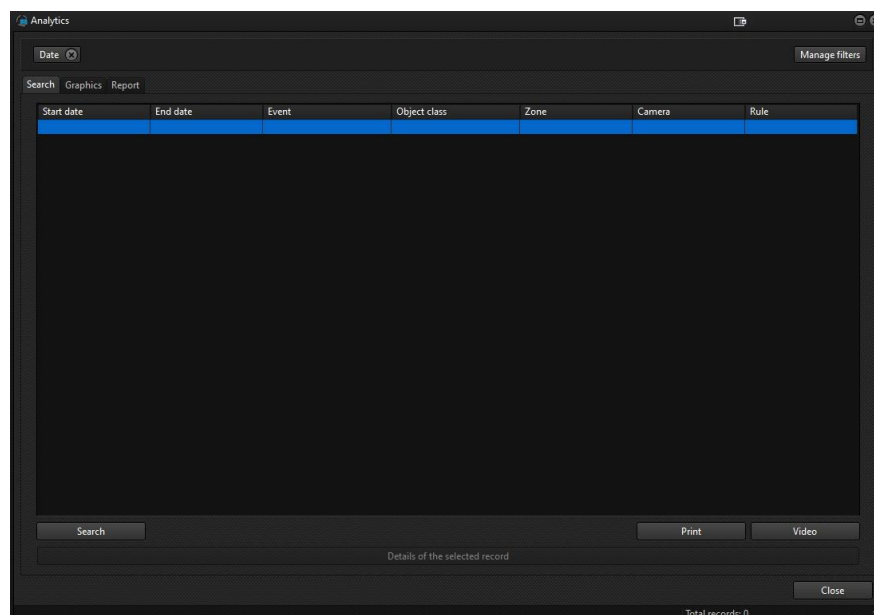 Analytics
Date
Manage filters
Search Graphics Report
Start date End date Event Object class Zone Camera Rule
Search Print Video
Details of the selected record
Close
Total records: 0